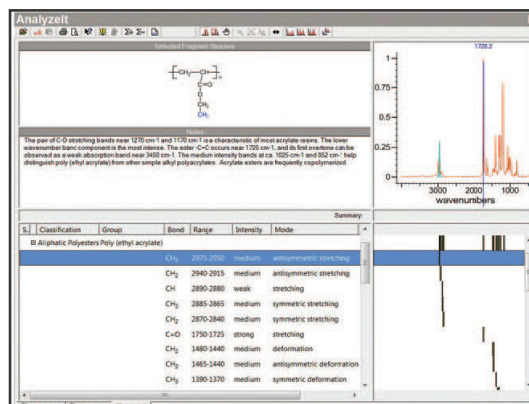 AnalyzeIt
Selected Fragment Structure
CH₂
CH
n
C=O
O
CH₂
CH₃
Notes
The pair of C-O stretching bands near 1270 cm-1 and 1170 cm-1 is a characteristic of most acrylate resins. The lower
wavenumber band component is the most intense. The ester -C=C occurs near 1725 cm-1, and its first overtone can be
observed as a weak absorption band near 3450 cm-1. The medium intensity bands at ca. 1025 cm-1 and 852 cm-1 help
distinguish poly (ethyl acrylate) from other simple alkyl polyacrylates. Acrylate esters are frequently copolymerized.
1720.2
1
0.75
0.5
0.25
0
3000 2000 1000
wavenumbers
Summary:
S.. Classification Group Bond Range Intensity Mode
Aliphatic Polyesters Poly (ethyl acrylate)
CH₃ 2975-2950 medium antisymmetric stretching
CH₂ 2940-2915 medium antisymmetric stretching
CH 2890-2880 weak stretching
CH₃ 2885-2865 medium symmetric stretching
CH₂ 2870-2840 medium symmetric stretching
C=O 1750-1725 strong stretching
CH₂ 1480-1440 medium deformation
CH₃ 1465-1440 medium antisymmetric deformation
CH₃ 1390-1370 medium symmetric deformation